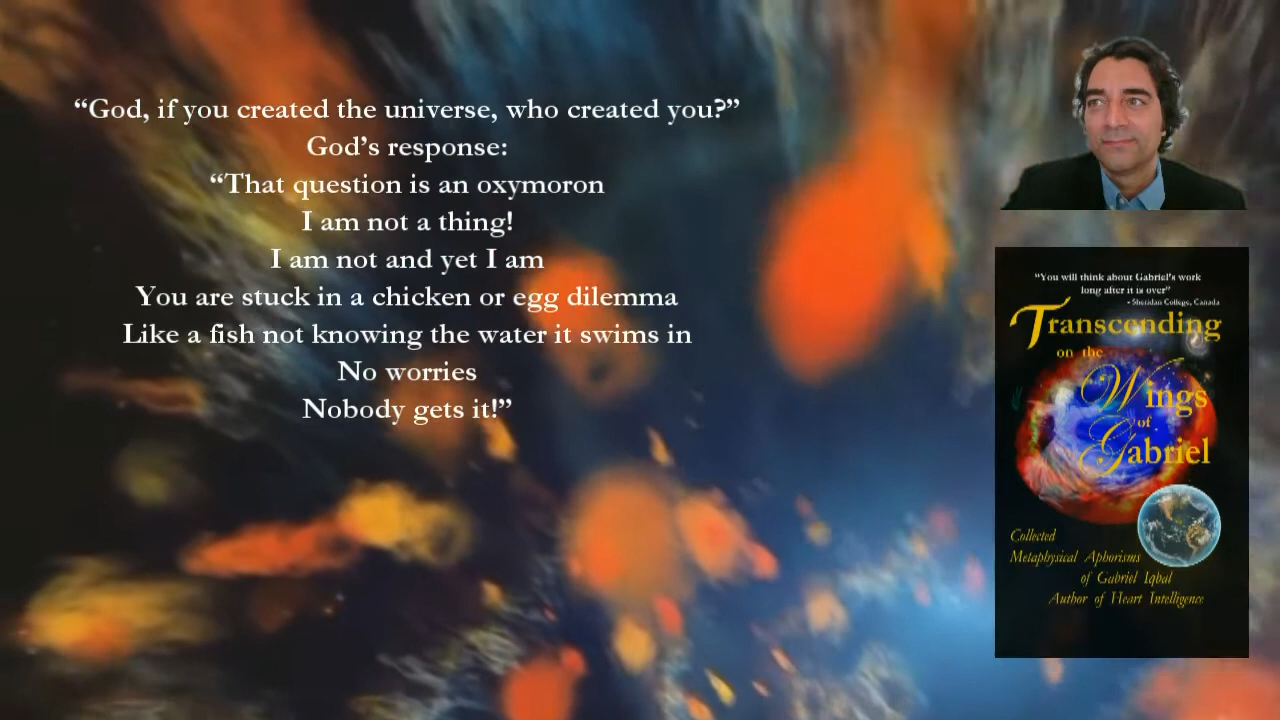 “God, if you created the universe, who created you?”
God’s response:
“That question is an oxymoron
I am not a thing!
I am not and yet I am
You are stuck in a chicken or egg dilemma
Like a fish not knowing the water it swims in
No worries
Nobody gets it!”
“You will think about Gabriel’s work
long after it is over”
- Sheridan College, Canada
Transcending
on the
Wings
of
Gabriel
Collected
Metaphysical Aphorisms
of Gabriel Iqbal
Author of Heart Intelligence